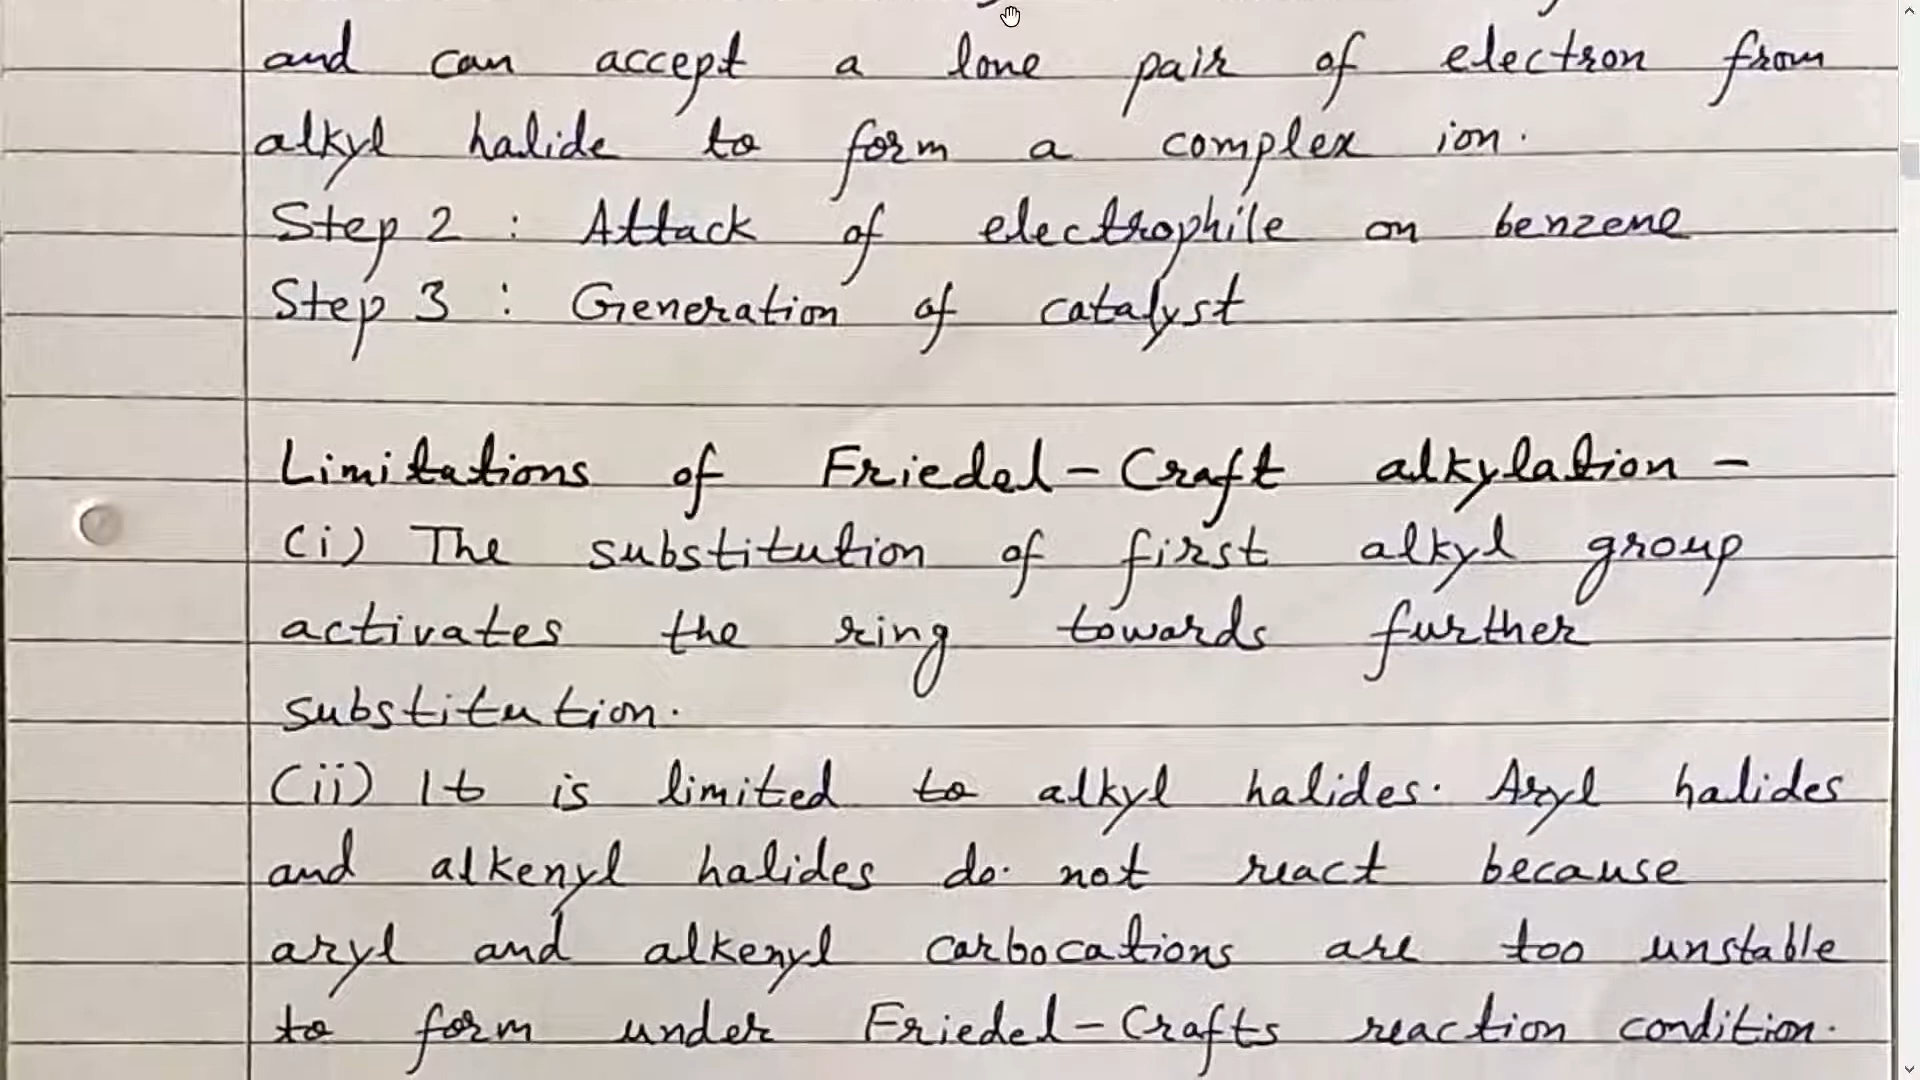 and can accept a lone pair of electron from
alkyl halide to form a complex ion.
Step 2 : Attack of electrophile on benzene
Step 3 : Generation of catalyst
Limitations of Friedel-Craft alkylation -
(i) The substitution of first alkyl group
activates the ring towards further
substitution.
(ii) It is limited to alkyl halides. Aryl halides
and alkenyl halides do not react because
aryl and alkenyl carbocations are too unstable
to form under Friedel-Crafts reaction condition.